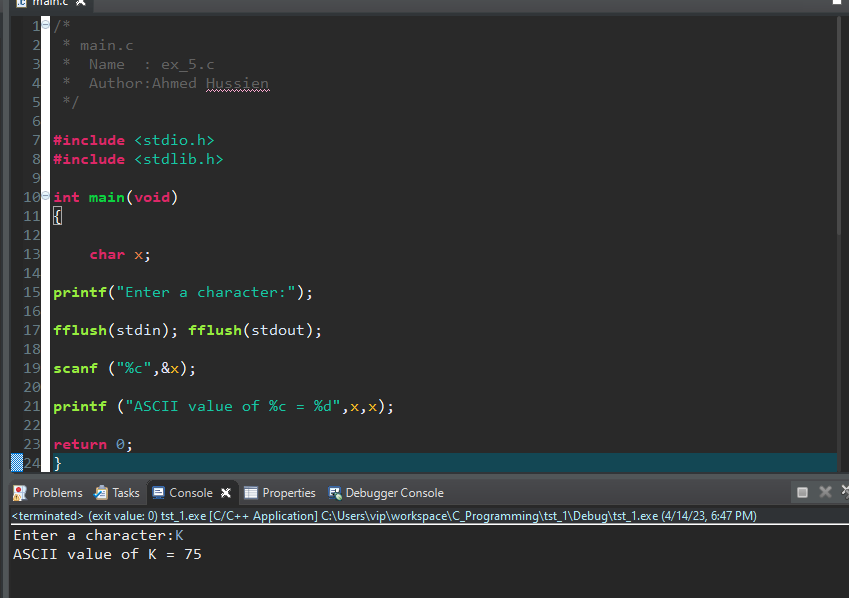 main.c
1 /*
2  * main.c
3  *  Name  : ex_5.c
4  *  Author:Ahmed Hussien
5  */
6
7 #include <stdio.h>
8 #include <stdlib.h>
9
10 int main(void)
11 {
12
13     char x;
14
15 printf("Enter a character:");
16
17 fflush(stdin); fflush(stdout);
18
19 scanf ("%c",&x);
20
21 printf ("ASCII value of %c = %d",x,x);
22
23 return 0;
24 }
Problems Tasks Console Properties Debugger Console
<terminated> (exit value: 0) tst_1.exe [C/C++ Application] C:\Users\vip\workspace\C_Programming\tst_1\Debug\tst_1.exe (4/14/23, 6:47 PM)
Enter a character:K
ASCII value of K = 75